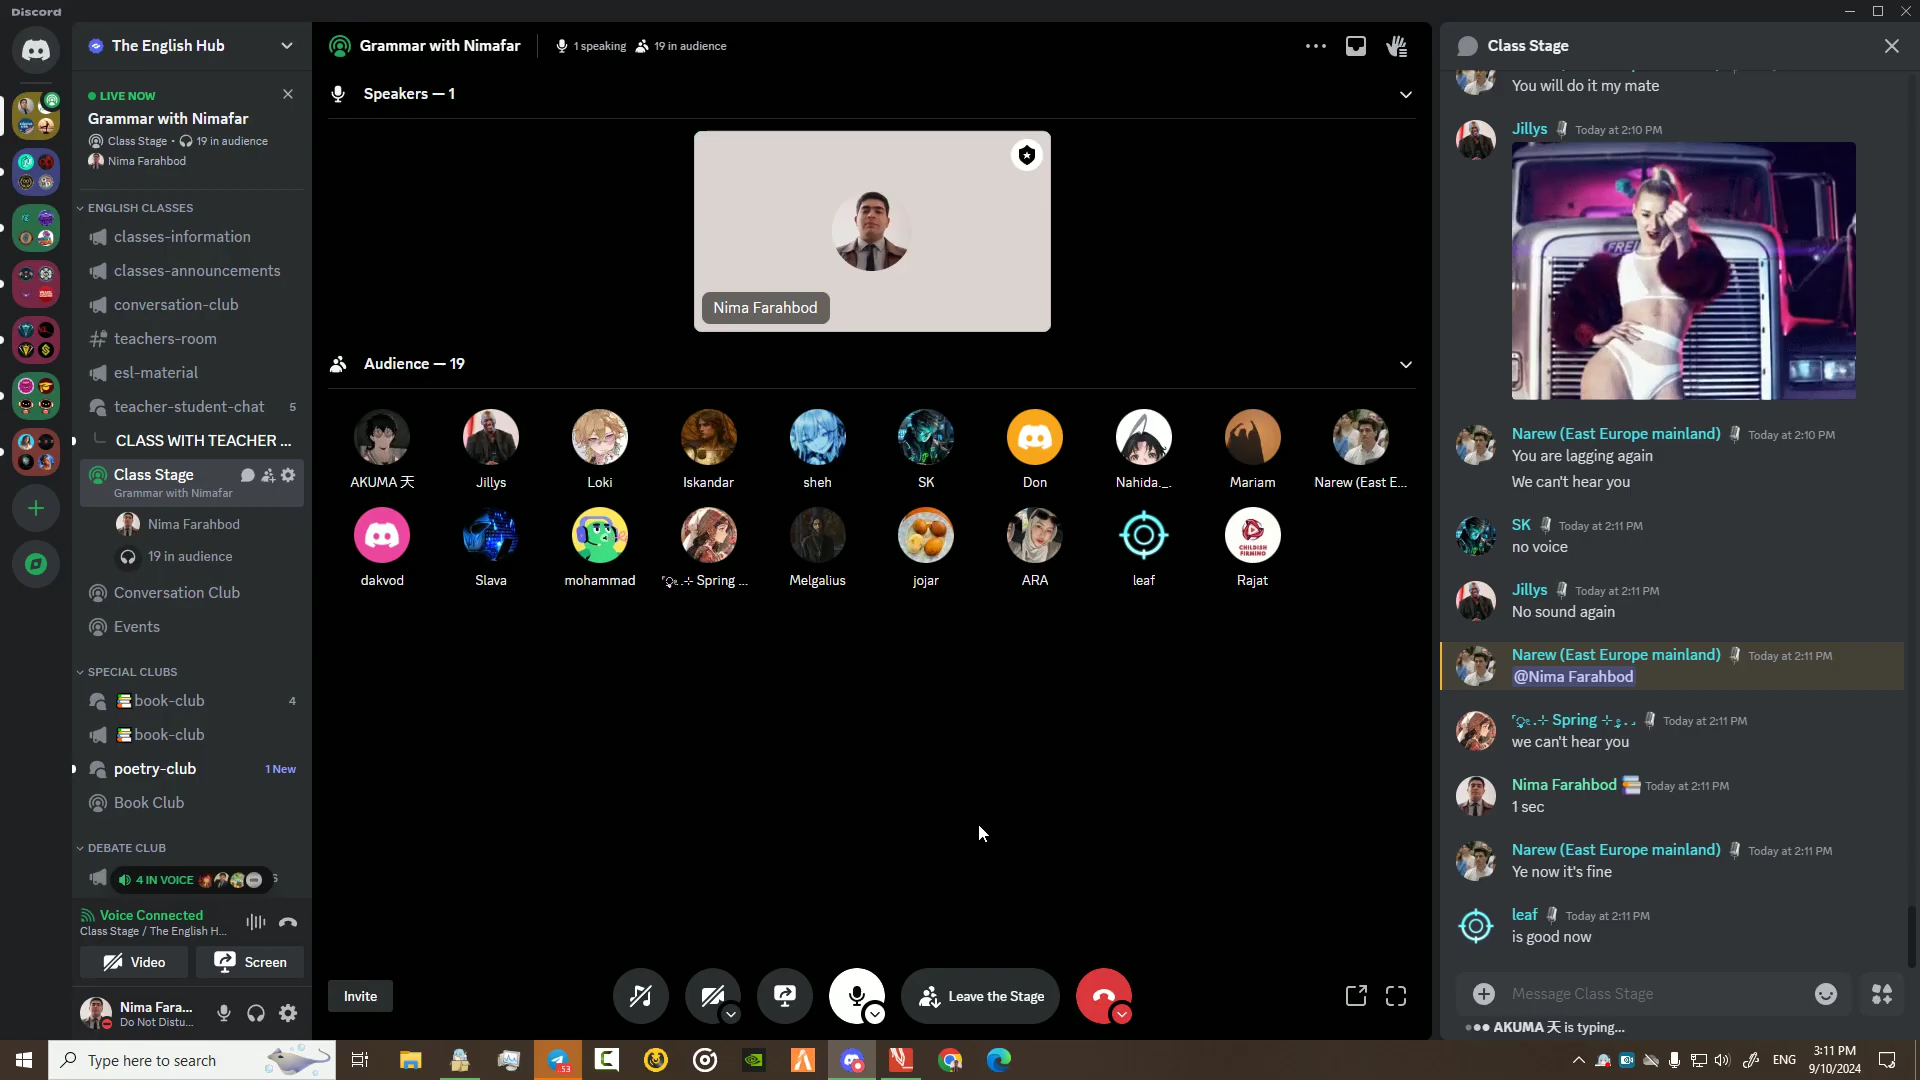 Discord
The English Hub
LIVE NOW
Grammar with Nimafar
Class Stage • 19 in audience
Nima Farahbod
ENGLISH CLASSES
classes-information
classes-announcements
conversation-club
teachers-room
esl-material
teacher-student-chat 5
CLASS WITH TEACHER ...
Class Stage
Grammar with Nimafar
Nima Farahbod
19 in audience
Conversation Club
Events
SPECIAL CLUBS
book-club 4
book-club
poetry-club 1 New
Book Club
DEBATE CLUB
4 IN VOICE
Voice Connected
Class Stage / The English H...
Video
Screen
Nima Fara...
Do Not Distu...
Grammar with Nimafar
1 speaking 19 in audience
Speakers — 1
Nima Farahbod
Audience — 19
AKUMA 天
Jillys
Loki
Iskandar
sheh
SK
Don
Nahida._.
Mariam
Narew (East E...
dakvod
Slava
mohammad
Spring ...
Melgalius
jojar
ARA
leaf
CHILDISH
FIRMINO
Rajat
Invite
Leave the Stage
Class Stage
You will do it my mate
Jillys Today at 2:10 PM
Narew (East Europe mainland) Today at 2:10 PM
You are lagging again
We can't hear you
SK Today at 2:11 PM
no voice
Jillys Today at 2:11 PM
No sound again
Narew (East Europe mainland) Today at 2:11 PM
@Nima Farahbod
Spring Today at 2:11 PM
we can't hear you
Nima Farahbod Today at 2:11 PM
1 sec
Narew (East Europe mainland) Today at 2:11 PM
Ye now it's fine
leaf Today at 2:11 PM
is good now
Message Class Stage
AKUMA 天 is typing...
Type here to search
53
ENG
3:11 PM
9/10/2024